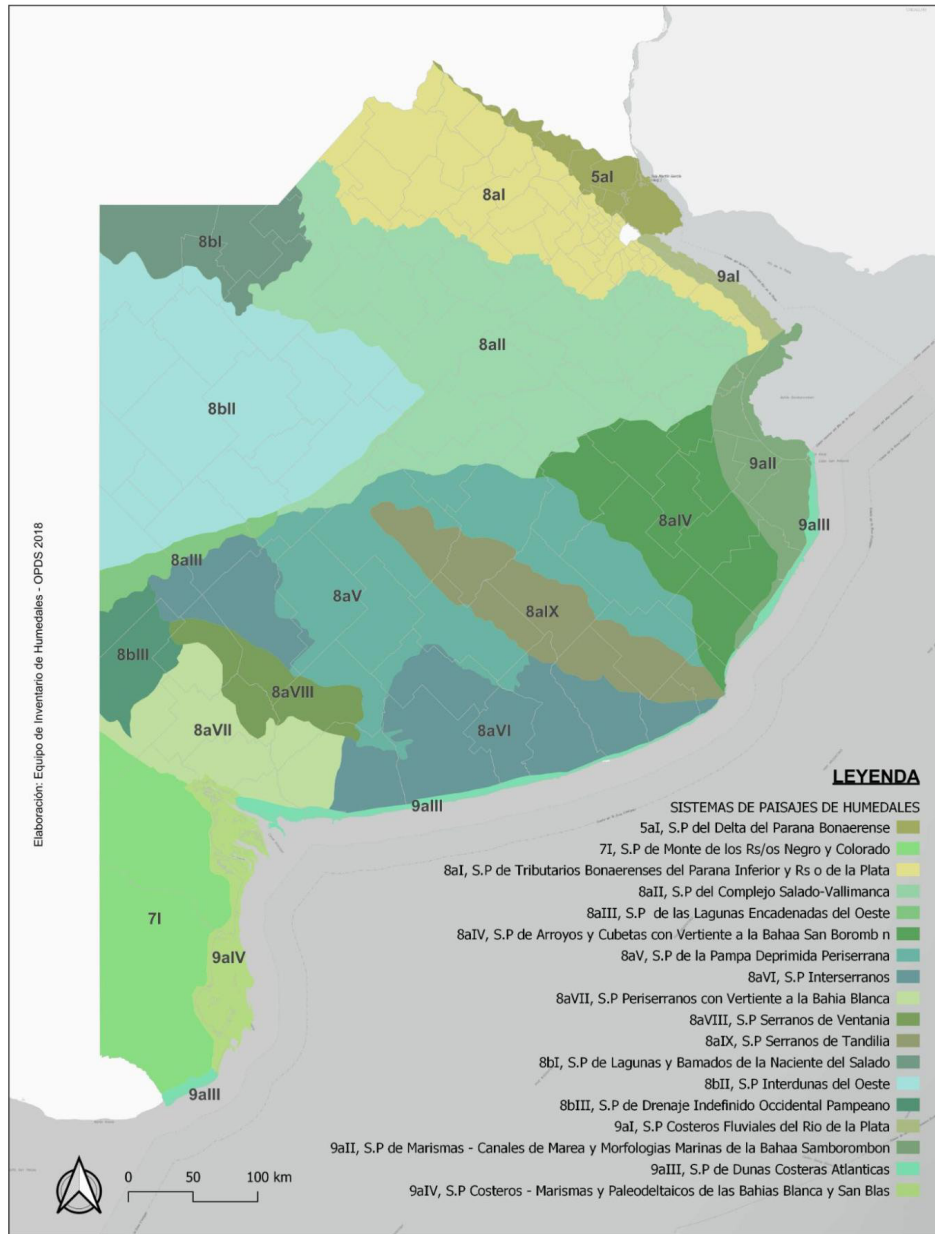 5aI
8aI
8bI
9aI
8aII
8bII
9aII
8aIV
9aIII
8aIII
8aV
8aIX
8bIII
8aVIII
8aVII
8aVI
9aIII
7I
9aIV
9aIII
Elaboración: Equipo de Inventario de Humedales - OPDS 2018
LEYENDA
SISTEMAS DE PAISAJES DE HUMEDALES
5aI, S.P del Delta del Parana Bonaerense
7I, S.P de Monte de los Rs/os Negro y Colorado
8aI, S.P de Tributarios Bonaerenses del Parana Inferior y Rs o de la Plata
8aII, S.P del Complejo Salado-Vallimanca
8aIII, S.P de las Lagunas Encadenadas del Oeste
8aIV, S.P de Arroyos y Cubetas con Vertiente a la Bahaa San Boromb n
8aV, S.P de la Pampa Deprimida Periserrana
8aVI, S.P Interserranos
8aVII, S.P Periserranos con Vertiente a la Bahia Blanca
8aVIII, S.P Serranos de Ventania
8aIX, S.P Serranos de Tandilia
8bI, S.P de Lagunas y Bamados de la Naciente del Salado
8bII, S.P Interdunas del Oeste
8bIII, S.P de Drenaje Indefinido Occidental Pampeano
9aI, S.P Costeros Fluviales del Rio de la Plata
9aII, S.P de Marismas - Canales de Marea y Morfologias Marinas de la Bahaa Samborombon
9aIII, S.P de Dunas Costeras Atlanticas
9aIV, S.P Costeros - Marismas y Paleodeltaicos de las Bahias Blanca y San Blas
0 50 100 km